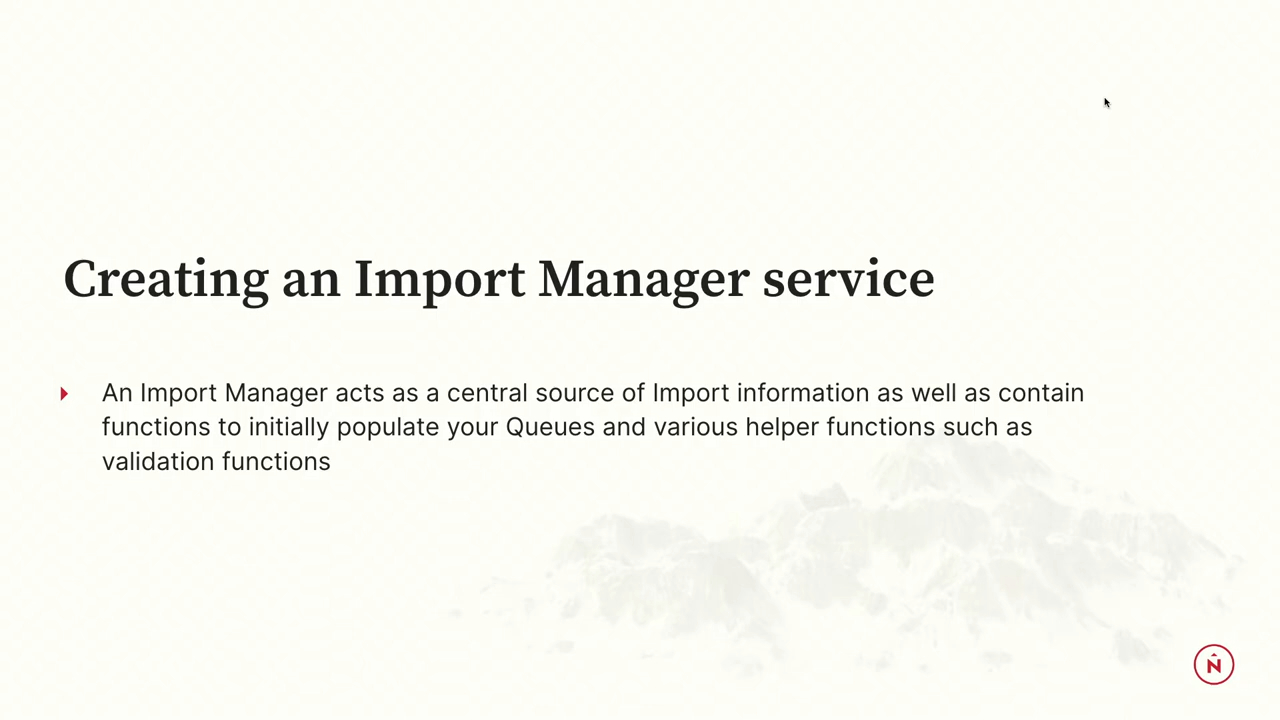 Creating an Import Manager service
An Import Manager acts as a central source of Import information as well as contain
functions to initially populate your Queues and various helper functions such as
validation functions
N